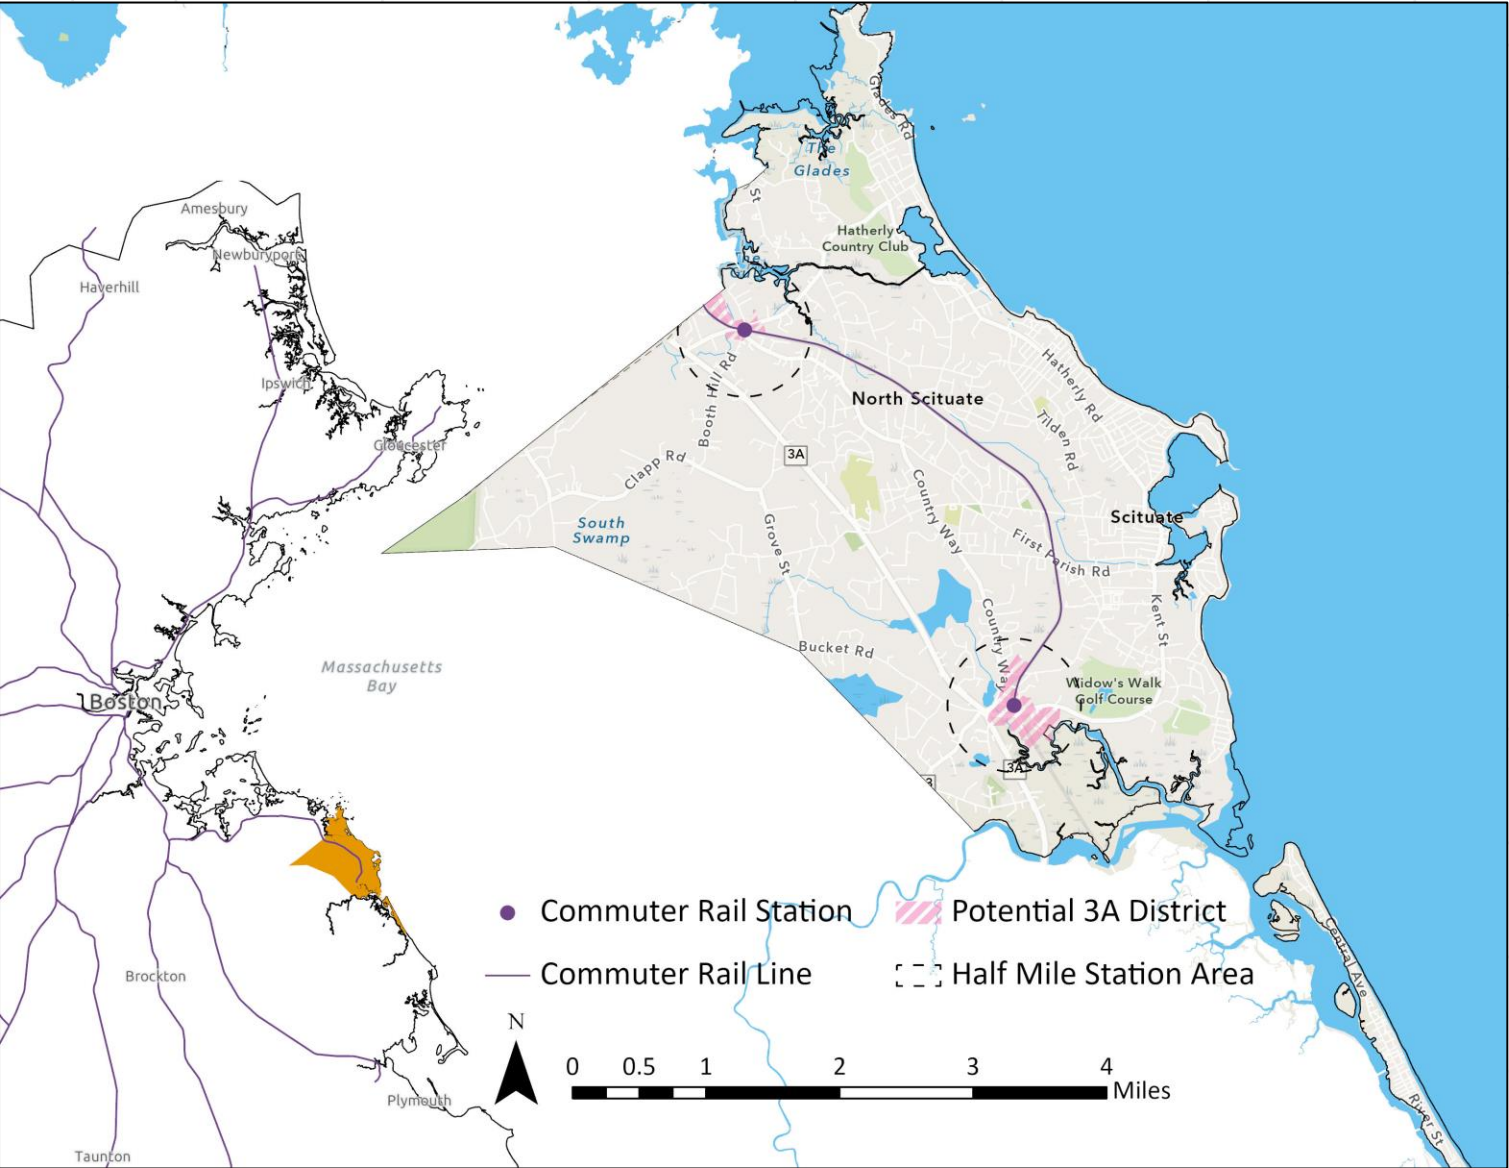 Amesbury
Newburyport
Haverhill
Ipswich
Gloucester
Massachusetts
Bay
Boston
Brockton
Plymouth
Taunton
Glades Rd
The
Glades
St
Hatherly
Country Club
The
North Scituate
Booth Hill Rd
3A
Clapp Rd
South
Swamp
Grove St
Country Way
Hatherly Rd
Tilden Rd
Scituate
First Parish Rd
Kent St
Country Way
Bucket Rd
Widow's Walk
Golf Course
3A
3
Central Ave
River St
Commuter Rail Station
Potential 3A District
Commuter Rail Line
Half Mile Station Area
N
0 0.5 1 2 3 4
Miles